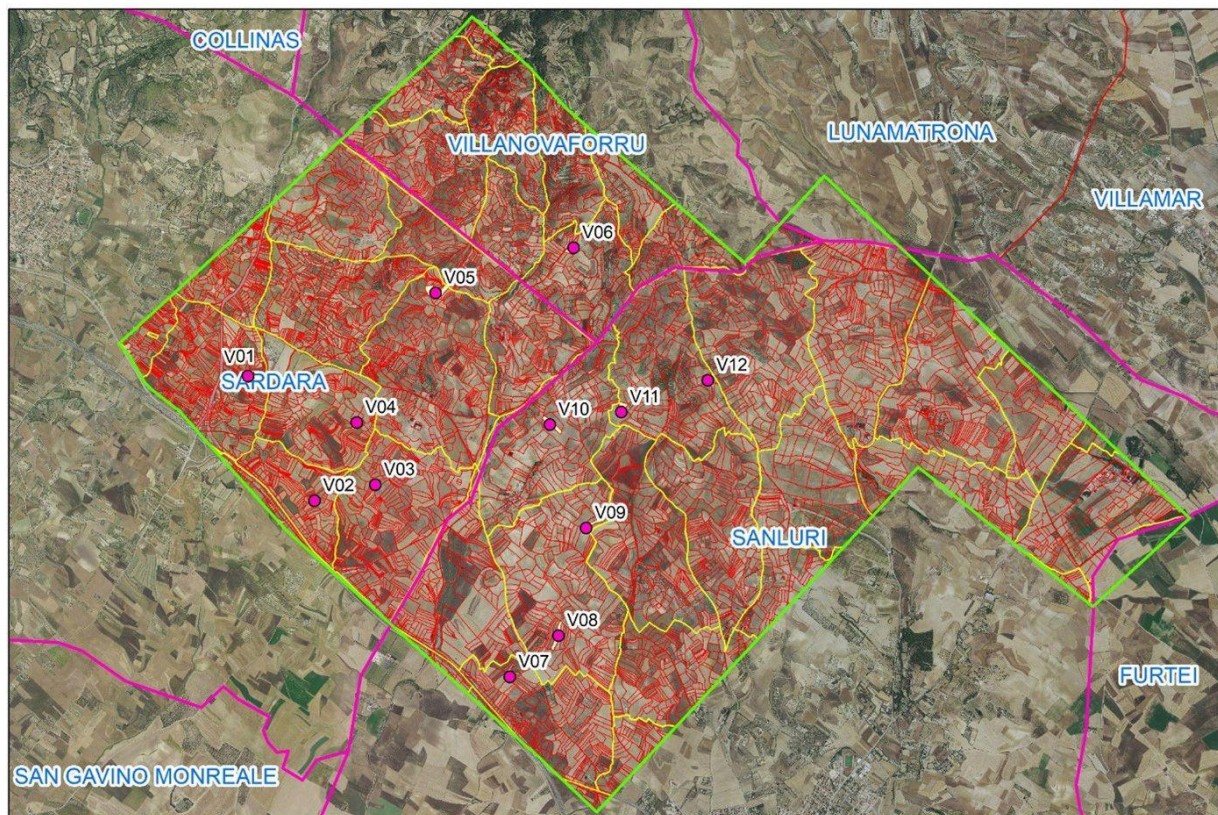 COLLINAS
LUNAMATRONA
VILLANOVAFORRU
VILLAMAR
V06
V05
V01
SARDARA
V12
V11
V04
V10
V03
V02
V09
SANLURI
V08
V07
FURTEI
SAN GAVINO MONREALE